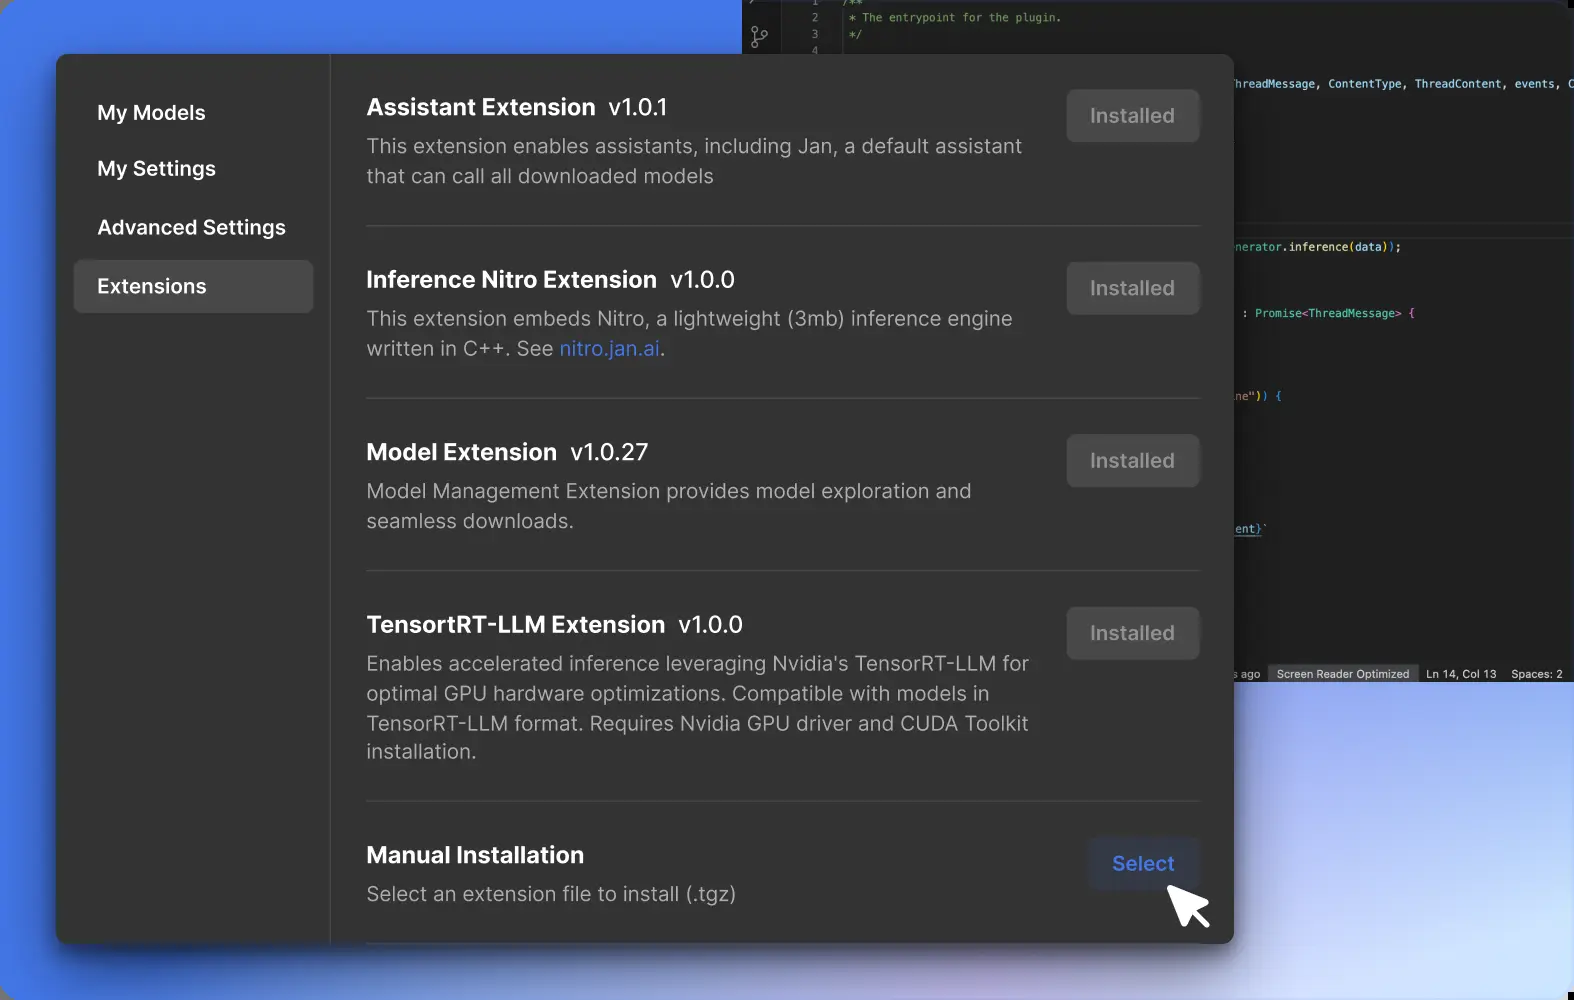 1 /**
2 * The entrypoint for the plugin.
3 */
4
ThreadMessage, ContentType, ThreadContent, events,
nerator.inference(data));
: Promise<ThreadMessage> {
ne")) {
ent}`
s ago Screen Reader Optimized Ln 14, Col 13 Spaces: 2
My Models
My Settings
Advanced Settings
Extensions
Assistant Extension v1.0.1
Installed
This extension enables assistants, including Jan, a default assistant
that can call all downloaded models
Inference Nitro Extension v1.0.0
Installed
This extension embeds Nitro, a lightweight (3mb) inference engine
written in C++. See nitro.jan.ai.
Model Extension v1.0.27
Installed
Model Management Extension provides model exploration and
seamless downloads.
TensortRT-LLM Extension v1.0.0
Installed
Enables accelerated inference leveraging Nvidia's TensorRT-LLM for
optimal GPU hardware optimizations. Compatible with models in
TensorRT-LLM format. Requires Nvidia GPU driver and CUDA Toolkit
installation.
Manual Installation
Select
Select an extension file to install (.tgz)